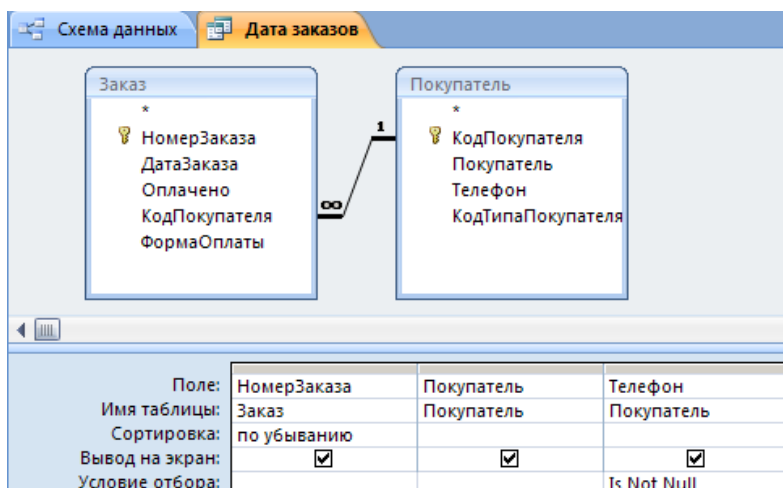 Схема данных
Дата заказов
Заказ
*
НомерЗаказа
ДатаЗаказа
Оплачено
КодПокупателя
ФормаОплаты
1
∞
Покупатель
*
КодПокупателя
Покупатель
Телефон
КодТипаПокупателя
Поле: НомерЗаказа Покупатель Телефон
Имя таблицы: Заказ Покупатель Покупатель
Сортировка: по убыванию
Вывод на экран:
Условие отбора: Is Not Null